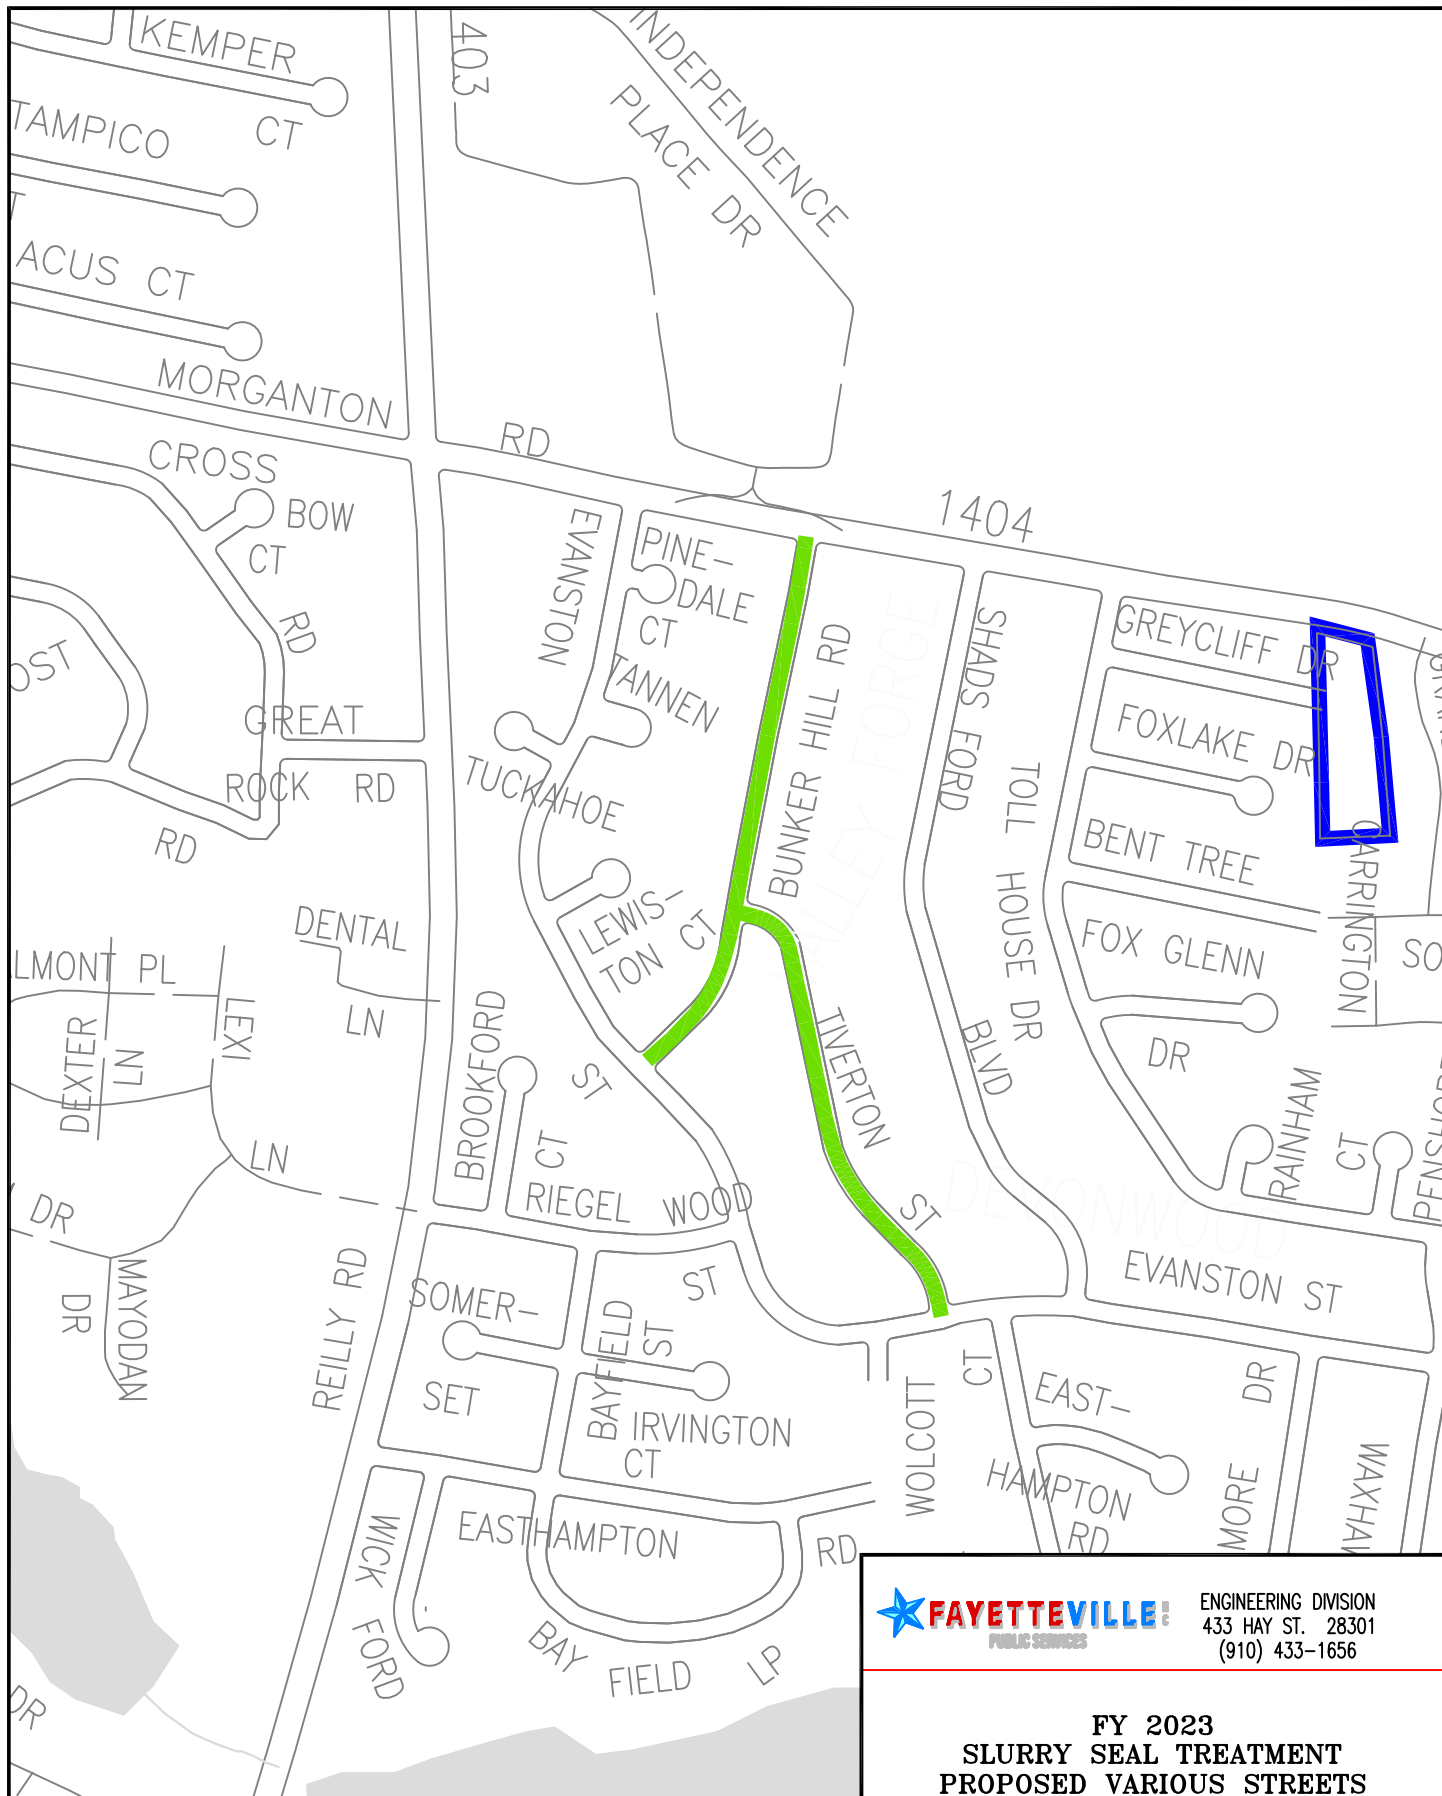 KEMPER
CT
403
INDEPENDENCE
PLACE DR
TAMPICO
ACUS CT
MORGANTON
RD
1404
CROSS
BOW
CT
RD
EVANSTON
PINE-
DALE
CT
TANNEN
BUNKER HILL RD
VALLEY FORGE
SHADS FORD
BLVD
GREYCLIFF DR
FOXLAKE DR
BENT TREE
TOLL HOUSE DR
CARRINGTON
OST
GREAT
ROCK RD
RD
TUCKAHOE
LEWIS-
TON CT
FOX GLENN
DR
SO
DENTAL
LN
LMONT PL
LEXI
LN
DEXTER
LN
BROOKFORD
CT
ST
TIVERTON
ST
RAINHAM
CT
DEVONWOOD
RIEGEL WOOD
ST
DR
MAYODAN
DR
REILLY RD
SOMER-
SET
BAYFIELD
ST
IRVINGTON
CT
EVANSTON ST
WOLCOTT
CT
EAST-
HAMPTON
RD
MORE
DR
WAXHAW
WICK
FORD
EASTHAMPTON
RD
BAY
FIELD
LP
DR
FAYETTEVILLE
PUBLIC SERVICES
ENGINEERING DIVISION
433 HAY ST. 28301
(910) 433-1656
FY 2023
SLURRY SEAL TREATMENT
PROPOSED VARIOUS STREETS